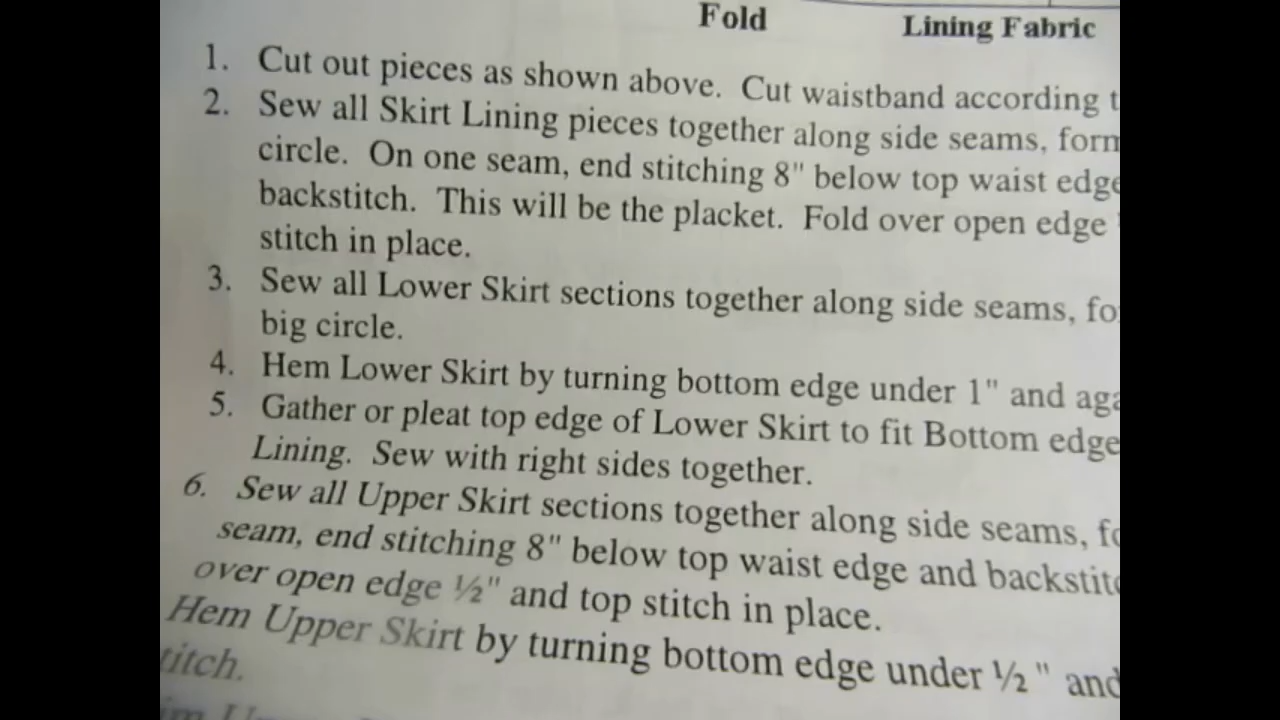 Fold Lining Fabric
1. Cut out pieces as shown above. Cut waistband according
2. Sew all Skirt Lining pieces together along side seams,
circle. On one seam, end stitching 8" below top waist edge
backstitch. This will be the placket. Fold over open edge
stitch in place.
3. Sew all Lower Skirt sections together along side seams,
big circle.
4. Hem Lower Skirt by turning bottom edge under 1" and
5. Gather or pleat top edge of Lower Skirt to fit Bottom edge
Lining. Sew with right sides together.
6. Sew all Upper Skirt sections together along side seams,
seam, end stitching 8" below top waist edge and
over open edge ½" and top stitch in place.
Hem Upper Skirt by turning bottom edge under ½ " and
titch.